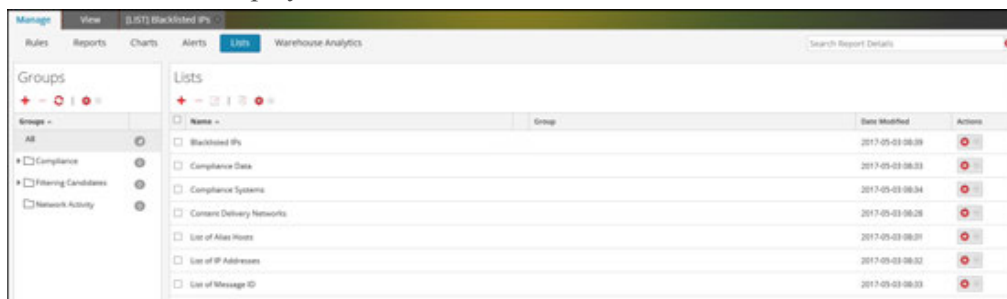 Manage View [LIST] Blacklisted IPs
Rules Reports Charts Alerts Lists Warehouse Analytics Search Report Details
Groups Lists
Groups Name Group Date Modified Actions
All Blacklisted IPs 2017-05-03 08:09
Compliance Compliance Data 2017-05-03 08:33
Filtering Candidates Compliance Systems 2017-05-03 08:34
Network Activity Content Delivery Networks 2017-05-03 08:28
List of Alias Hosts 2017-05-03 08:31
List of IP Addresses 2017-05-03 08:32
List of Message ID 2017-05-03 08:33